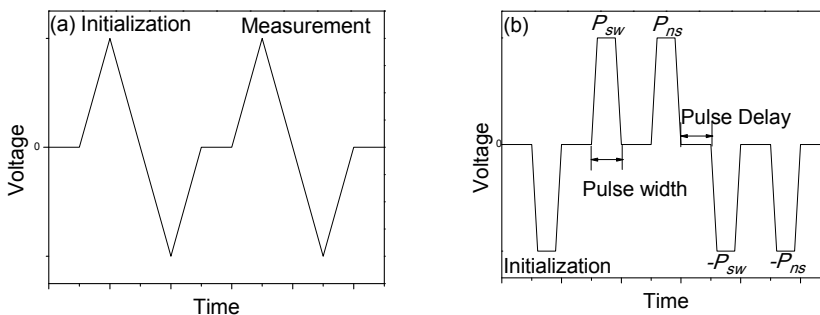 (a) Initialization
Measurement
0
Voltage
Time
(b)
Psw
Pns
Pulse Delay
0
Voltage
Pulse width
Initialization
-Psw
-Pns
Time